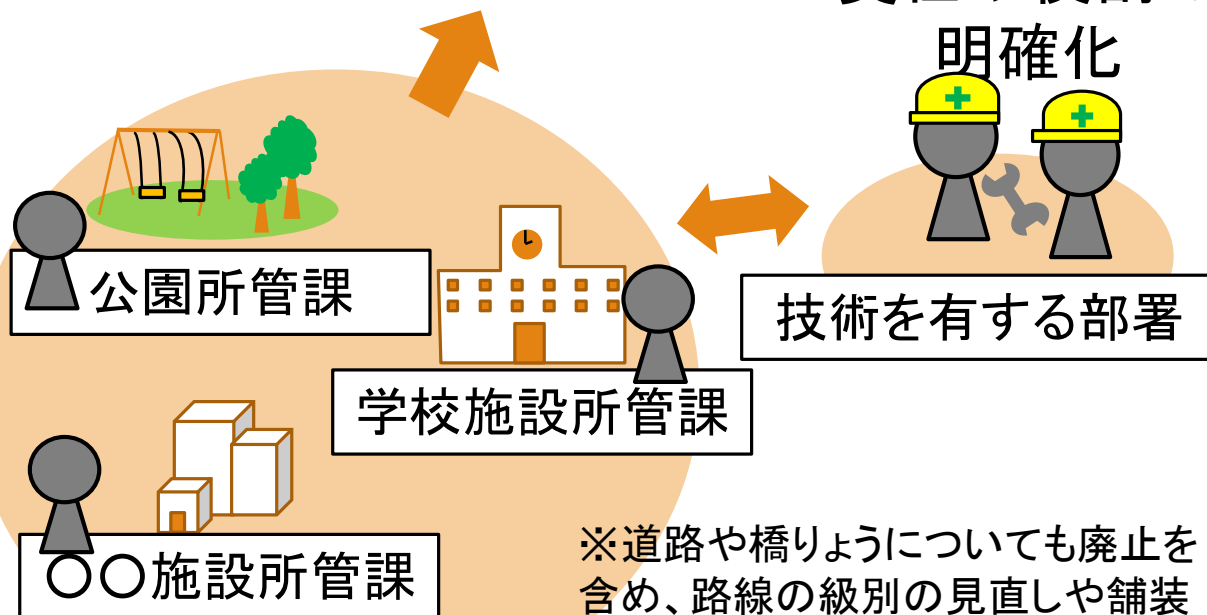 明確化
公園所管課
技術を有する部署
学校施設所管課
〇〇施設所管課
※道路や橋りょうについても廃止を
含め、路線の級別の見直しや舗装